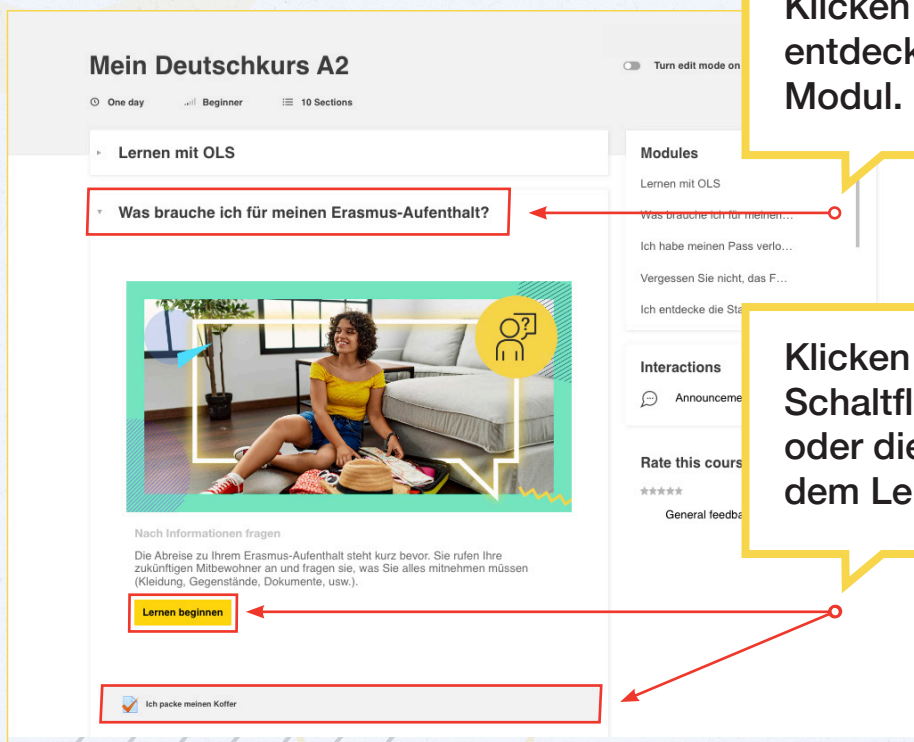 Klicken
entdeck
Modul.
Mein Deutschkurs A2
Turn edit mode on
One day Beginner 10 Sections
Lernen mit OLS
Was brauche ich für meinen Erasmus-Aufenthalt?
Modules
Lernen mit OLS
Was brauche ich für meinen…
Ich habe meinen Pass verlo…
Vergessen Sie nicht, das F…
Ich entdecke die Sta
Klicken
Schaltfl
oder die
dem Le
Interactions
Announceme
Rate this cours
General feedba
Nach Informationen fragen
Die Abreise zu Ihrem Erasmus-Aufenthalt steht kurz bevor. Sie rufen Ihre
zukünftigen Mitbewohner an und fragen sie, was Sie alles mitnehmen müssen
(Kleidung, Gegenstände, Dokumente, usw.).
Lernen beginnen
Ich packe meinen Koffer